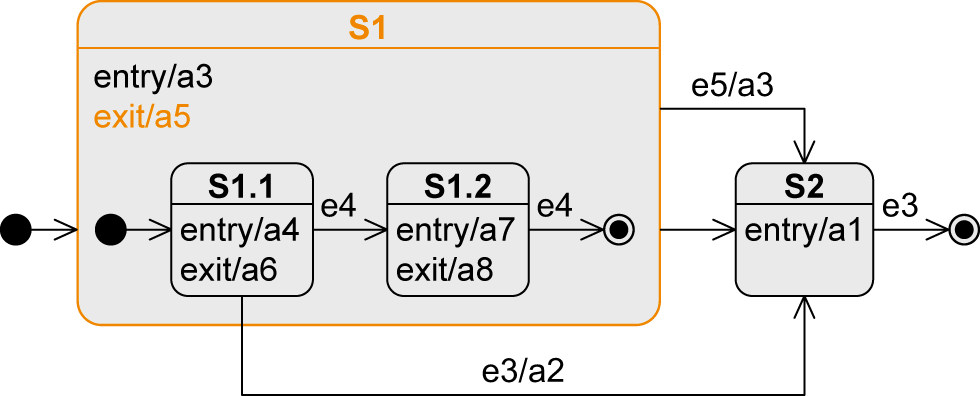 S1
entry/a3
exit/a5
e5/a3
S1.1
entry/a4
exit/a6
e4
S1.2
entry/a7
exit/a8
e4
S2
entry/a1
e3
e3/a2